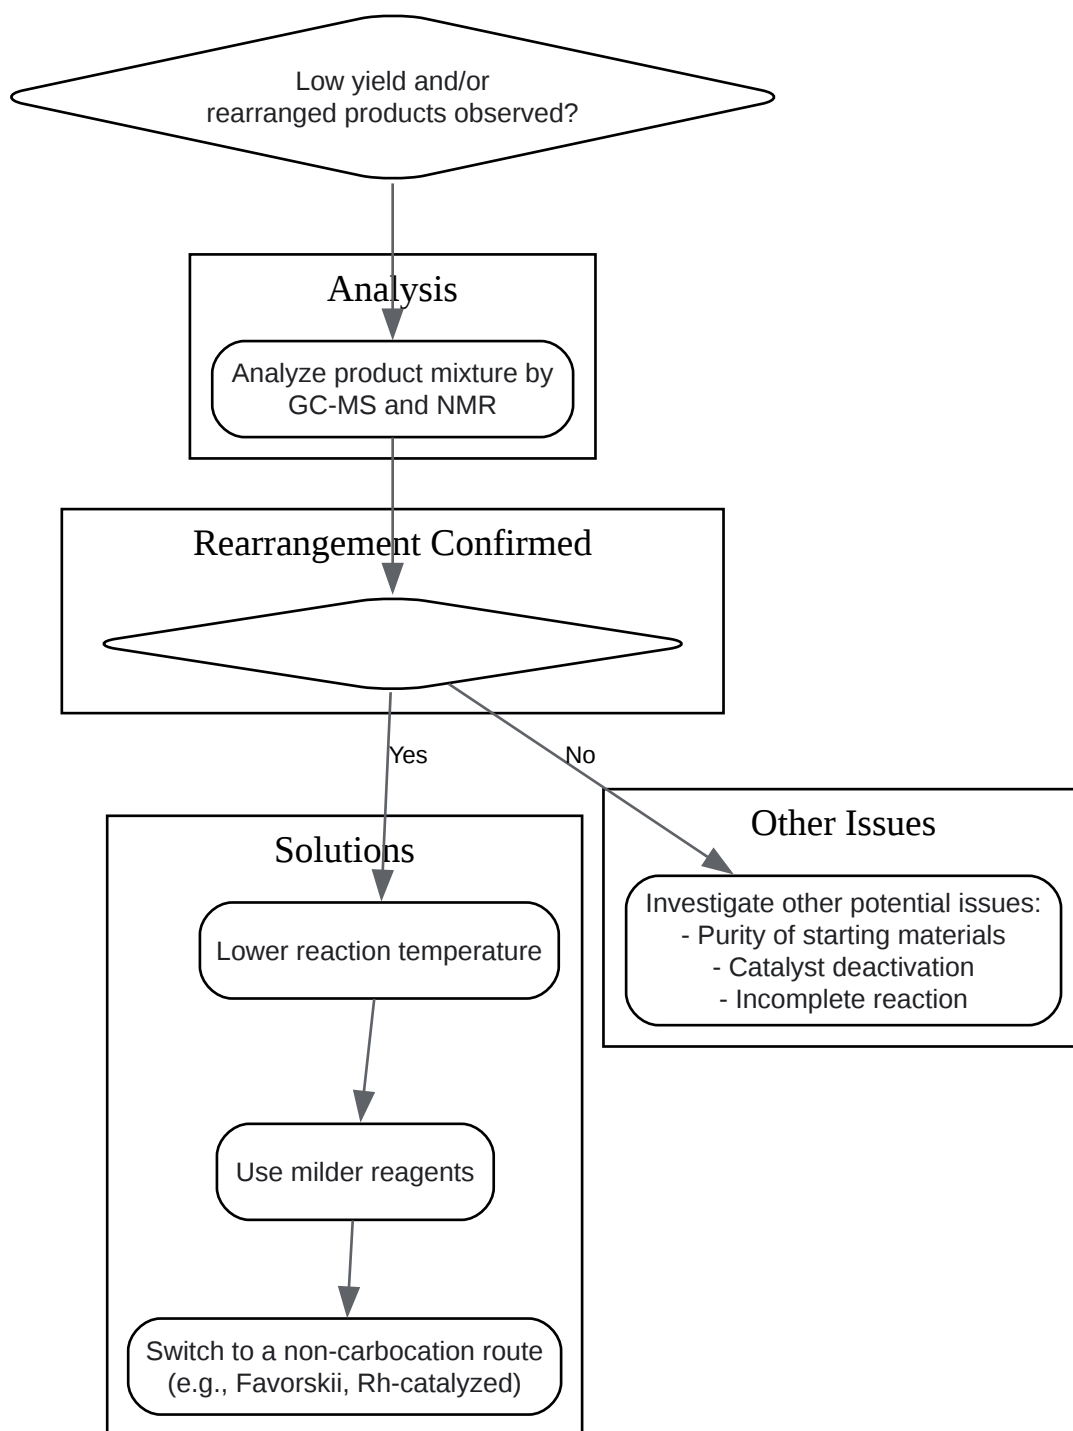 Low yield and/or
rearranged products observed?
Analysis
Analyze product mixture by
GC-MS and NMR
Rearrangement Confirmed
Yes
No
Other Issues
Investigate other potential issues:
- Purity of starting materials
- Catalyst deactivation
- Incomplete reaction
Solutions
Lower reaction temperature
Use milder reagents
Switch to a non-carbocation route
(e.g., Favorskii, Rh-catalyzed)